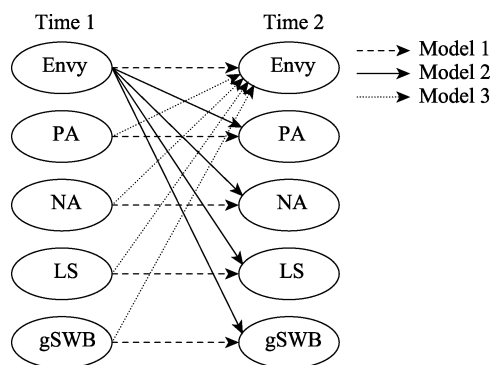 Time 1 Time 2
Envy Envy Model 1
Model 2
PA PA Model 3
NA NA
LS LS
gSWB gSWB